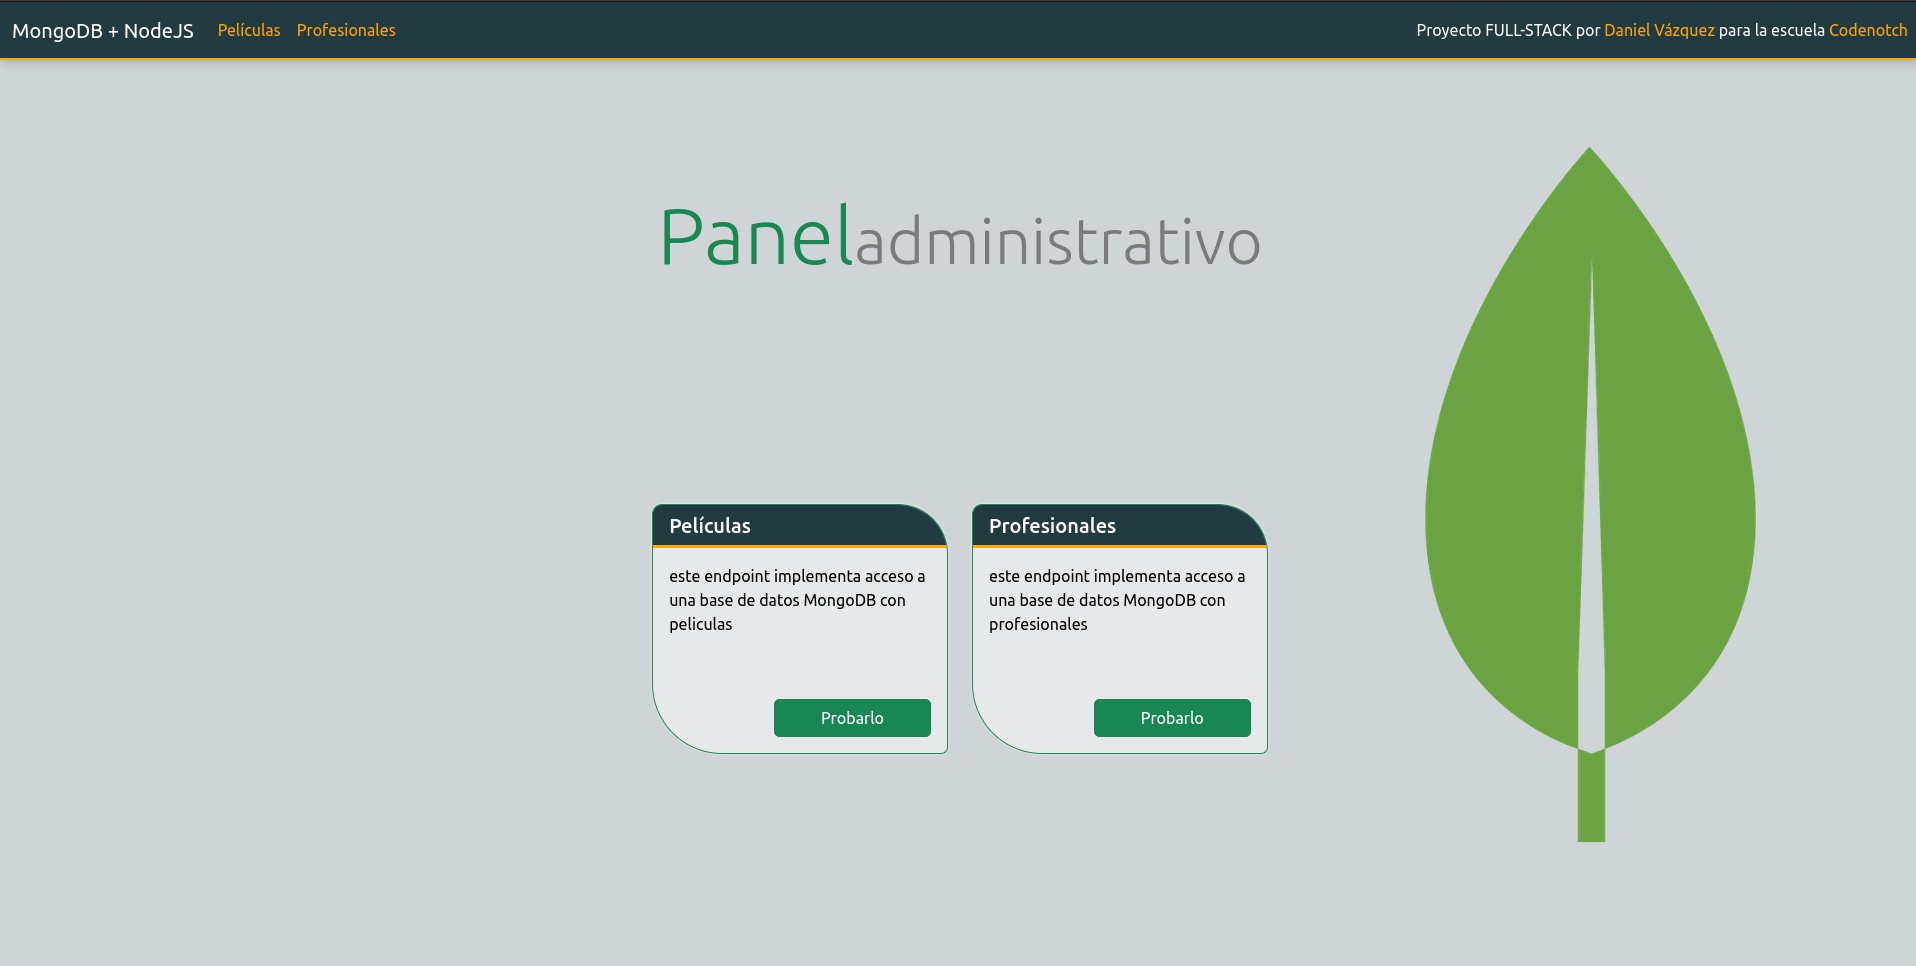 MongoDB + NodeJS Películas Profesionales Proyecto FULL-STACK por Daniel Vázquez para la escuela Codenotch
Paneladministrativo
Películas
este endpoint implementa acceso a
una base de datos MongoDB con
peliculas
Probarlo
Profesionales
este endpoint implementa acceso a
una base de datos MongoDB con
profesionales
Probarlo